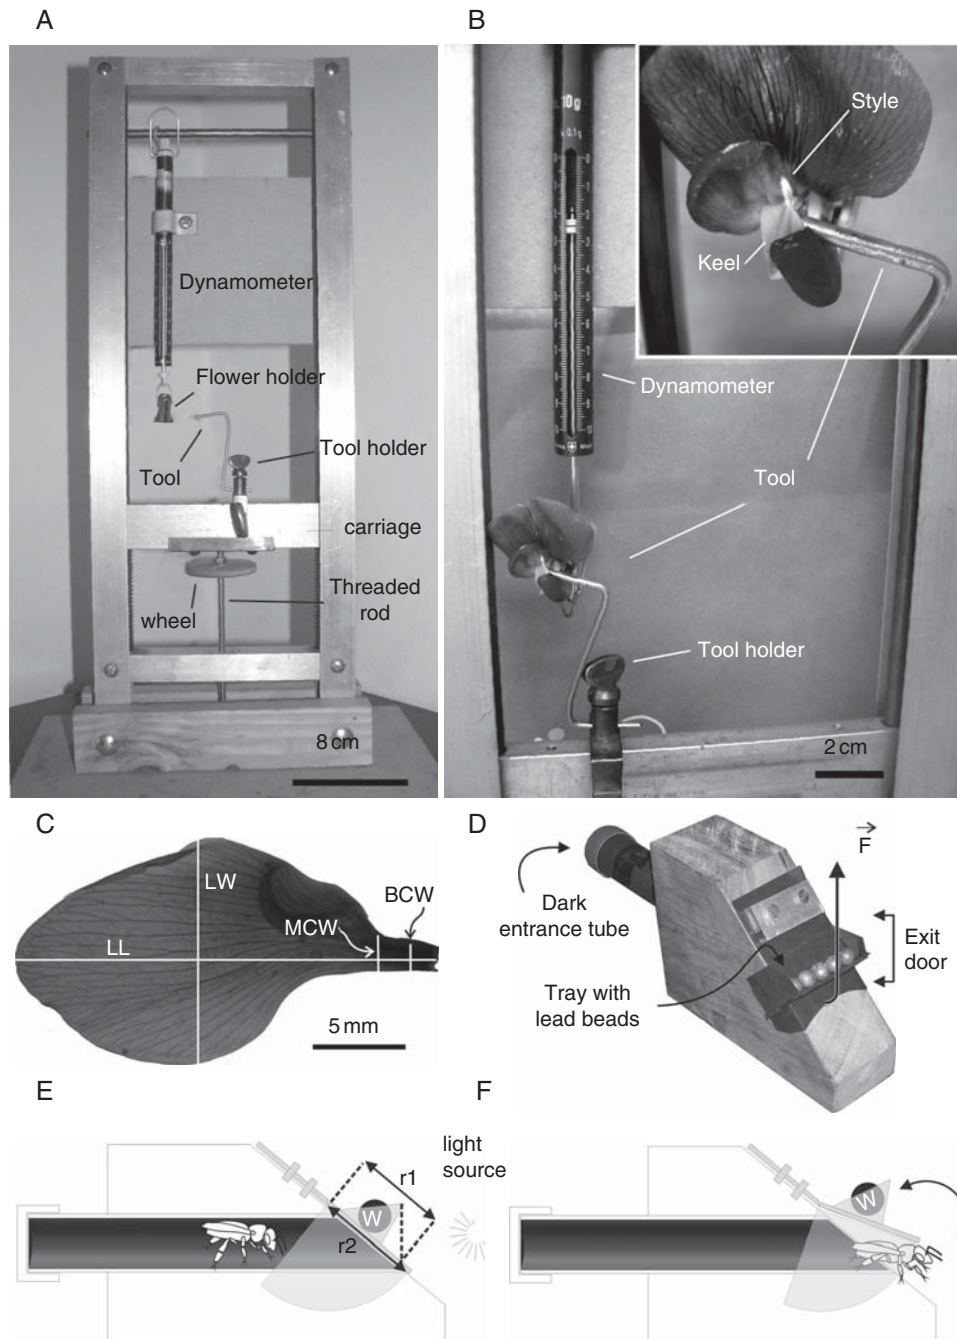 A
Dynamometer
Flower holder
Tool
Tool holder
carriage
wheel
Threaded
rod
8 cm
B
10 g
Style
Keel
Dynamometer
Tool
Tool holder
2 cm
C
LW
BCW
MCW
LL
5 mm
D
F
Dark
entrance tube
Exit
door
Tray with
lead beads
E
light
source
r1
W
r2
F
W